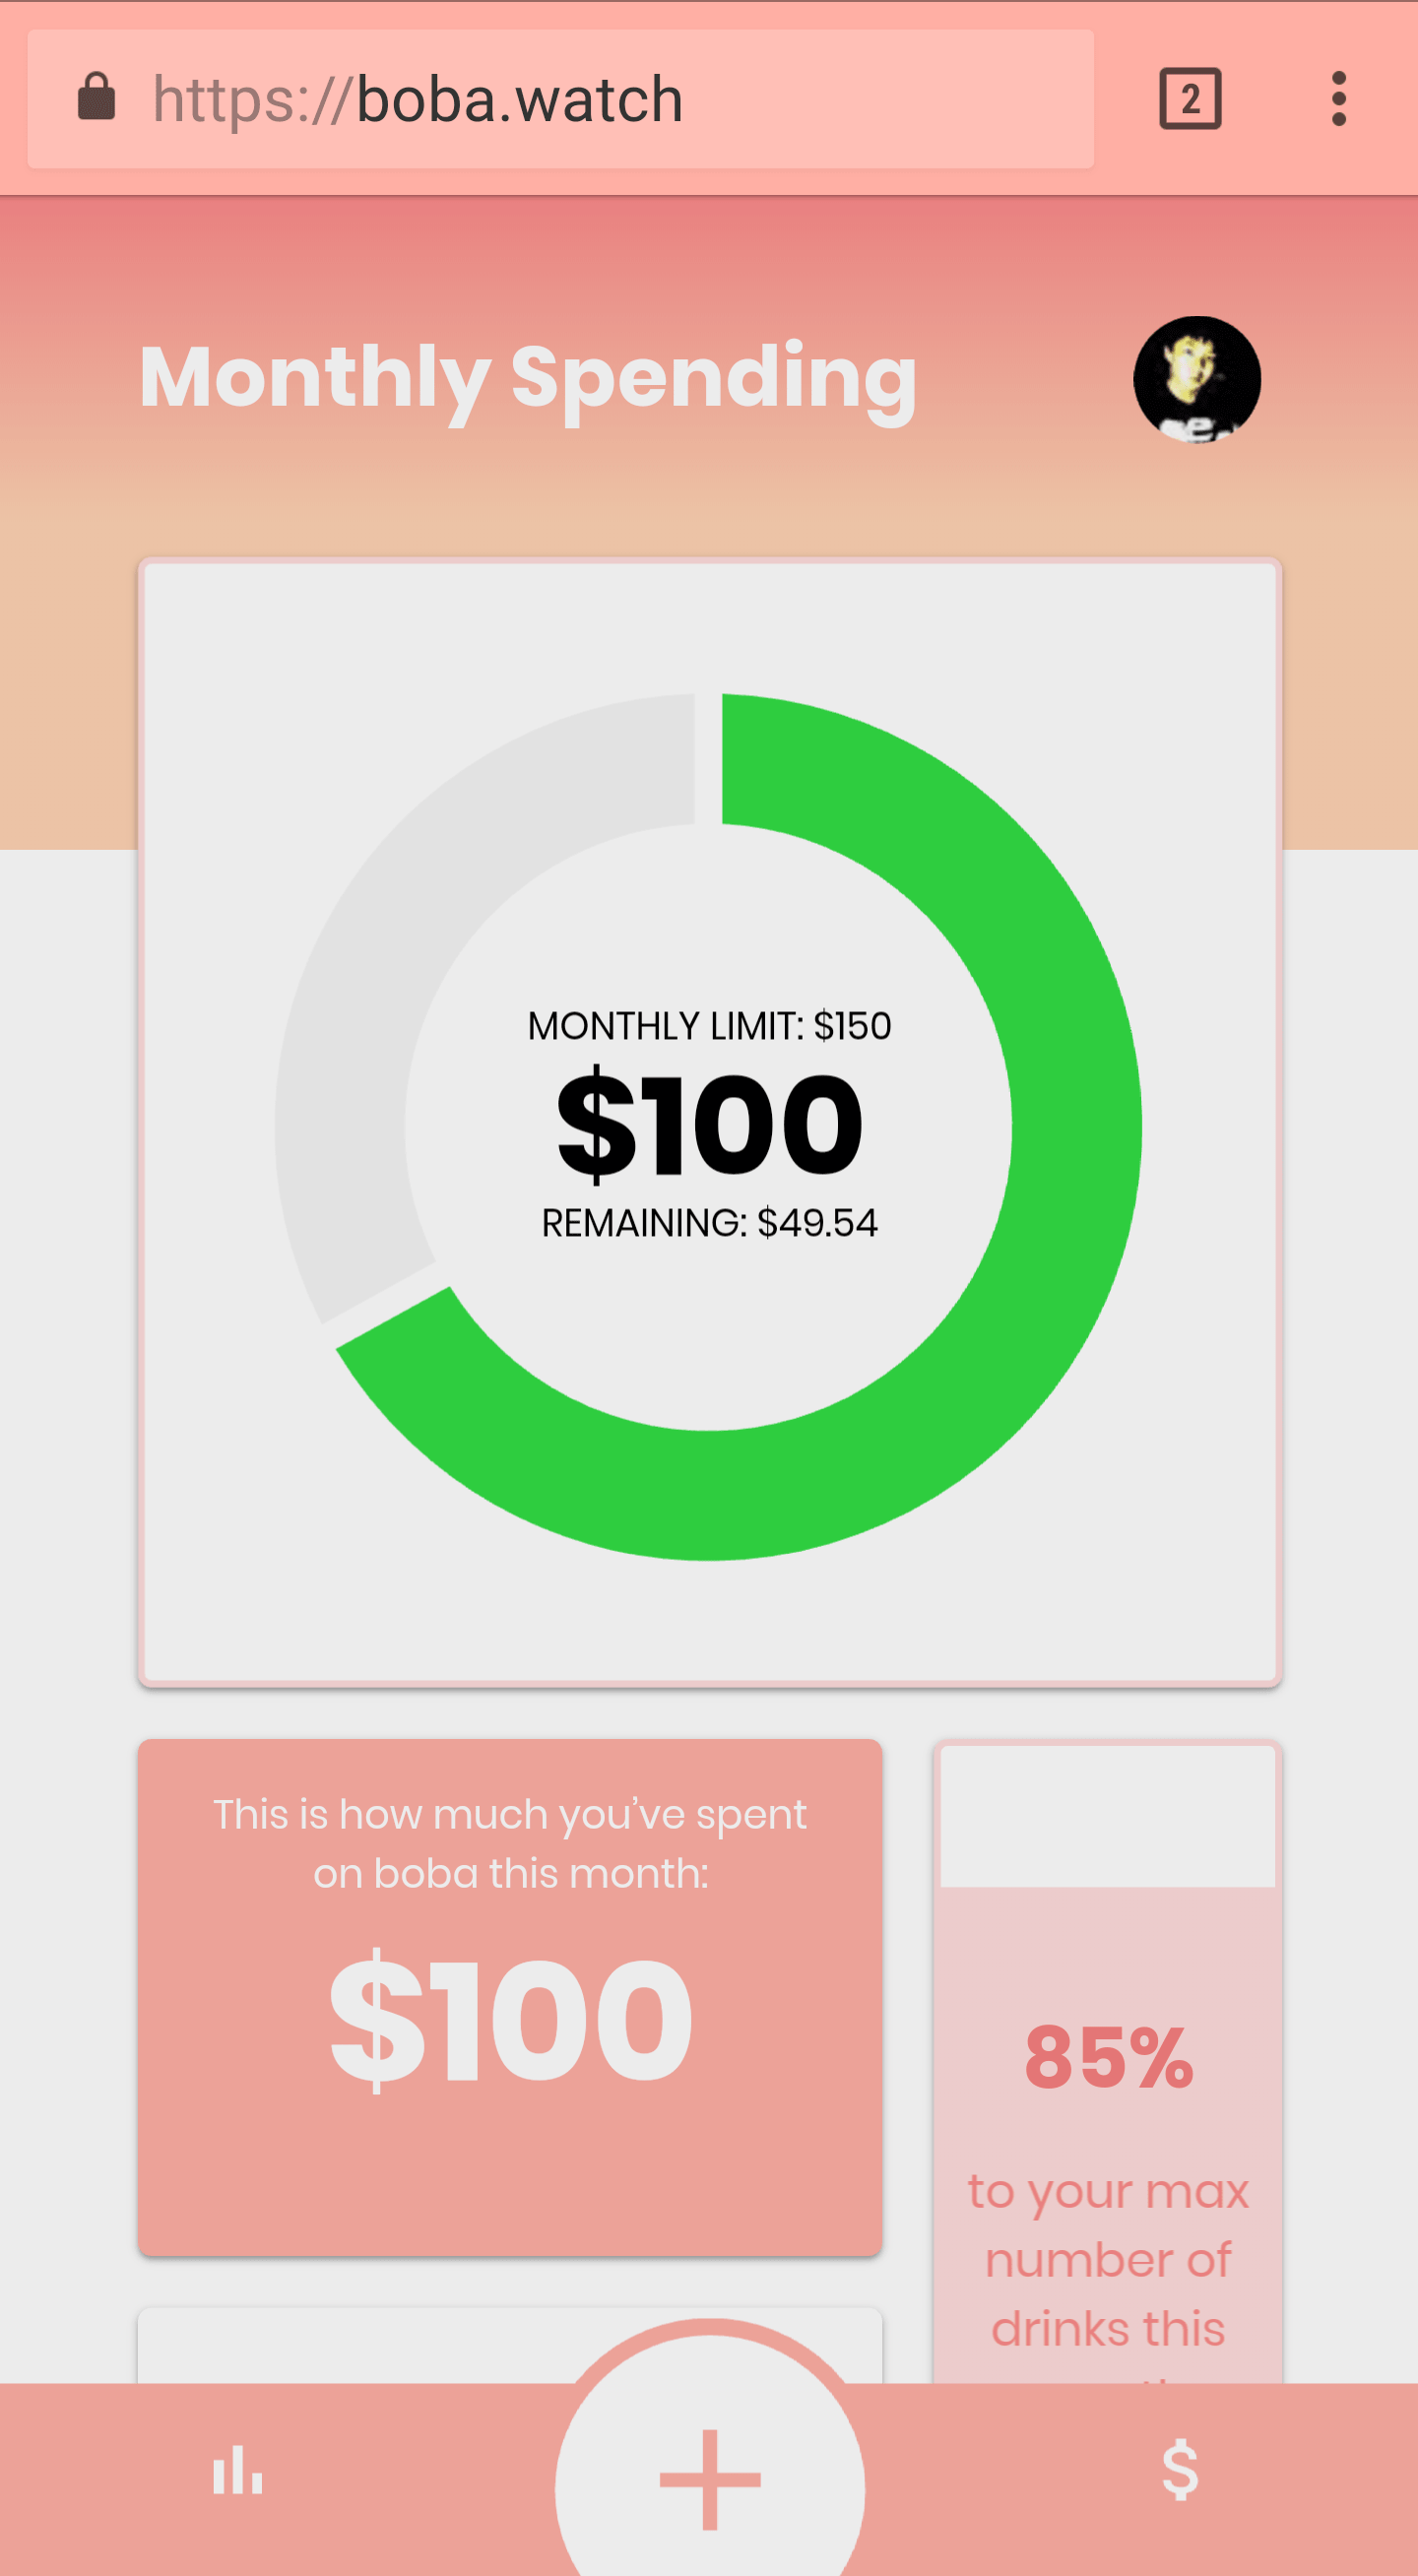 https://boba.watch
2
Monthly Spending
MONTHLY LIMIT: $150
$100
REMAINING: $49.54
This is how much you’ve spent
on boba this month:
$100
85%
to your max
number of
drinks this
$